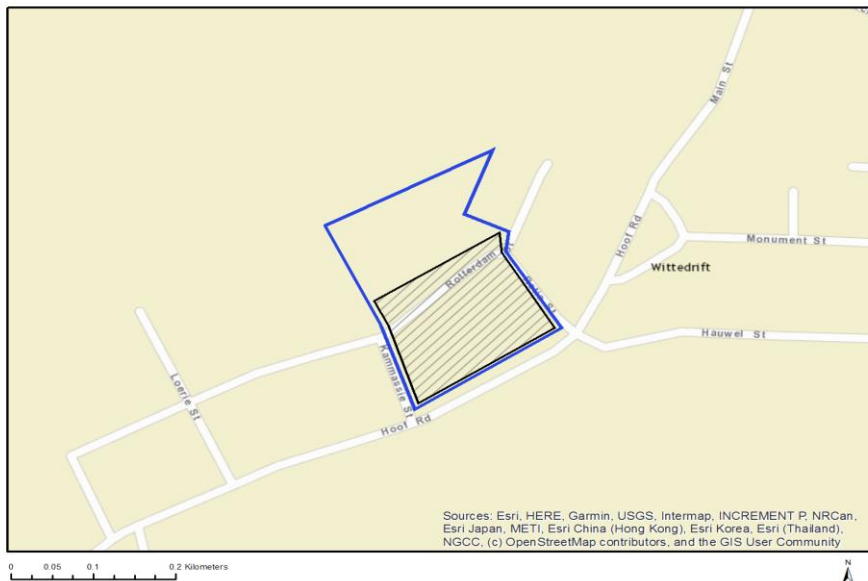 Main St
Hoof Rd
Monument St
Wittedrift
Rotterdam St
Hauwel St
Kammassie St
Loerie St
Hoof Rd
Sources: Esri, HERE, Garmin, USGS, Intermap, INCREMENT P, NRCan,
Esri Japan, METI, Esri China (Hong Kong), Esri Korea, Esri (Thailand),
NGCC, (c) OpenStreetMap contributors, and the GIS User Community
0 0.05 0.1 0.2 Kilometers
N